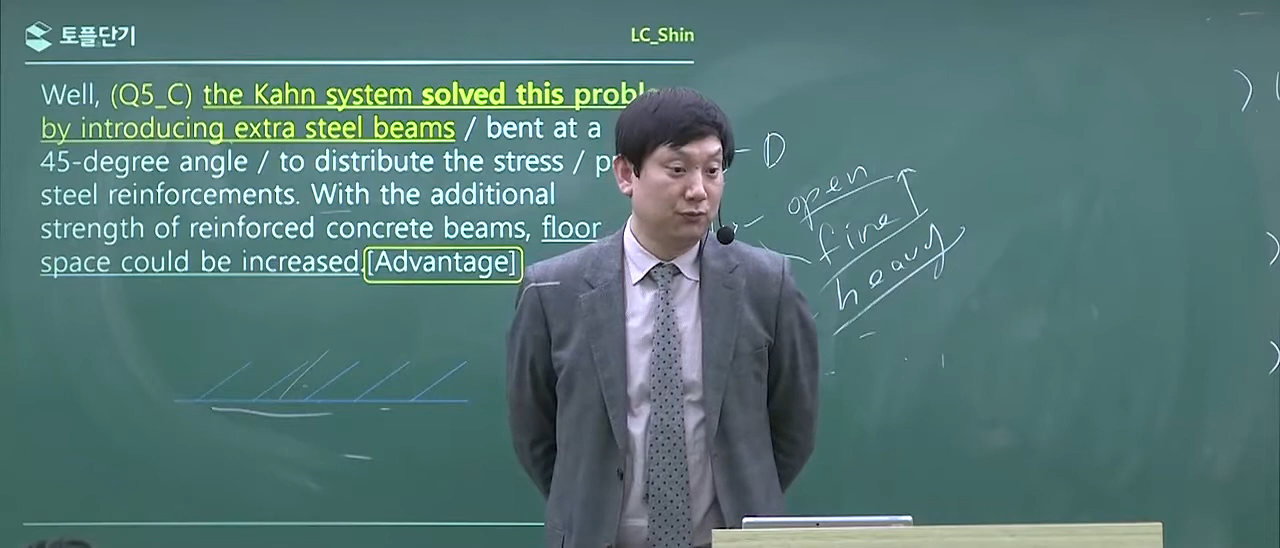 토플단기
LC_Shin
Well, (Q5_C) the Kahn system solved this
by introducing extra steel beams / bent at a
45-degree angle / to distribute the stress /
steel reinforcements. With the additional
strength of reinforced concrete beams, floor
space could be increased.[Advantage]
D
open
fire
heavy